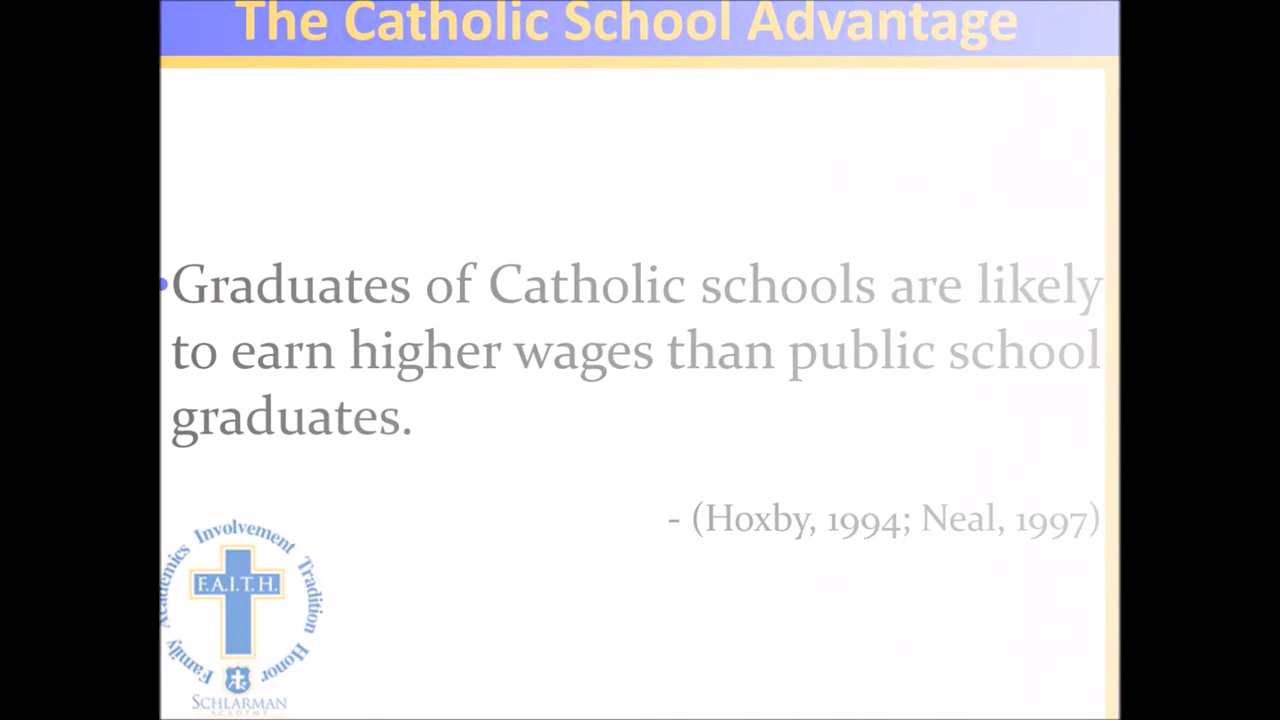 The Catholic School Advantage
•Graduates of Catholic schools are likely
to earn higher wages than public school
graduates.
- (Hoxby, 1994; Neal, 1997)
Family Academics Involvement Tradition Honor
F.A.I.T.H.
SCHLARMAN
ACADEMY